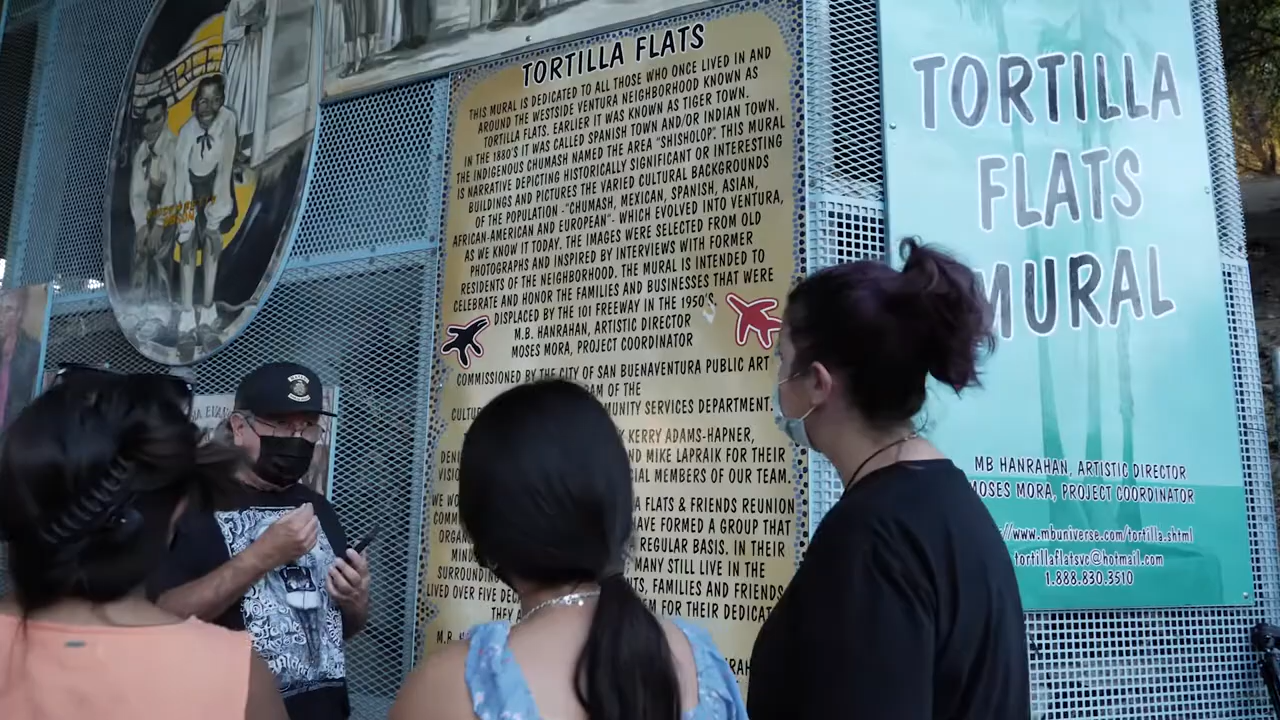 TORTILLA FLATS
THIS MURAL IS DEDICATED TO ALL THOSE WHO ONCE LIVED IN AND
AROUND THE WESTSIDE VENTURA NEIGHBORHOOD KNOWN AS
TORTILLA FLATS. EARLIER IT WAS KNOWN AS TIGER TOWN.
IN THE 1880'S IT WAS CALLED SPANISH TOWN AND/OR INDIAN TOWN.
THE INDIGENOUS CHUMASH NAMED THE AREA "SHISHOLOP". THIS MURAL
IS NARRATIVE DEPICTING HISTORICALLY SIGNIFICANT OR INTERESTING
BUILDINGS AND PICTURES THE VARIED CULTURAL BACKGROUNDS
OF THE POPULATION -"CHUMASH, MEXICAN, SPANISH, ASIAN,
AFRICAN-AMERICAN AND EUROPEAN"- WHICH EVOLVED INTO VENTURA,
AS WE KNOW IT TODAY. THE IMAGES WERE SELECTED FROM OLD
PHOTOGRAPHS AND INSPIRED BY INTERVIEWS WITH FORMER
RESIDENTS OF THE NEIGHBORHOOD. THE MURAL IS INTENDED TO
CELEBRATE AND HONOR THE FAMILIES AND BUSINESSES THAT WERE
DISPLACED BY THE 101 FREEWAY IN THE 1950'S.
M.B. HANRAHAN, ARTISTIC DIRECTOR
MOSES MORA, PROJECT COORDINATOR
COMMISSIONED BY THE CITY OF SAN BUENAVENTURA PUBLIC ART
OF THE
COMMUNITY SERVICES DEPARTMENT.
KERRY ADAMS-HAPNER,
AND MIKE LAPRAIK FOR THEIR
MEMBERS OF OUR TEAM.
WE
FLATS & FRIENDS REUNION
HAVE FORMED A GROUP THAT
REGULAR BASIS. IN THEIR
MANY STILL LIVE IN THE
SURROUNDING
FAMILIES AND FRIENDS
LIVED OVER FIVE
THEY
FOR THEIR
M.B.
TORTILLA
FLATS
MURAL
MB HANRAHAN, ARTISTIC DIRECTOR
MOSES MORA, PROJECT COORDINATOR
//www.mbuniverse.com/tortilla.shtml
tortillaflatsvc@hotmail.com
1.888.830.3510